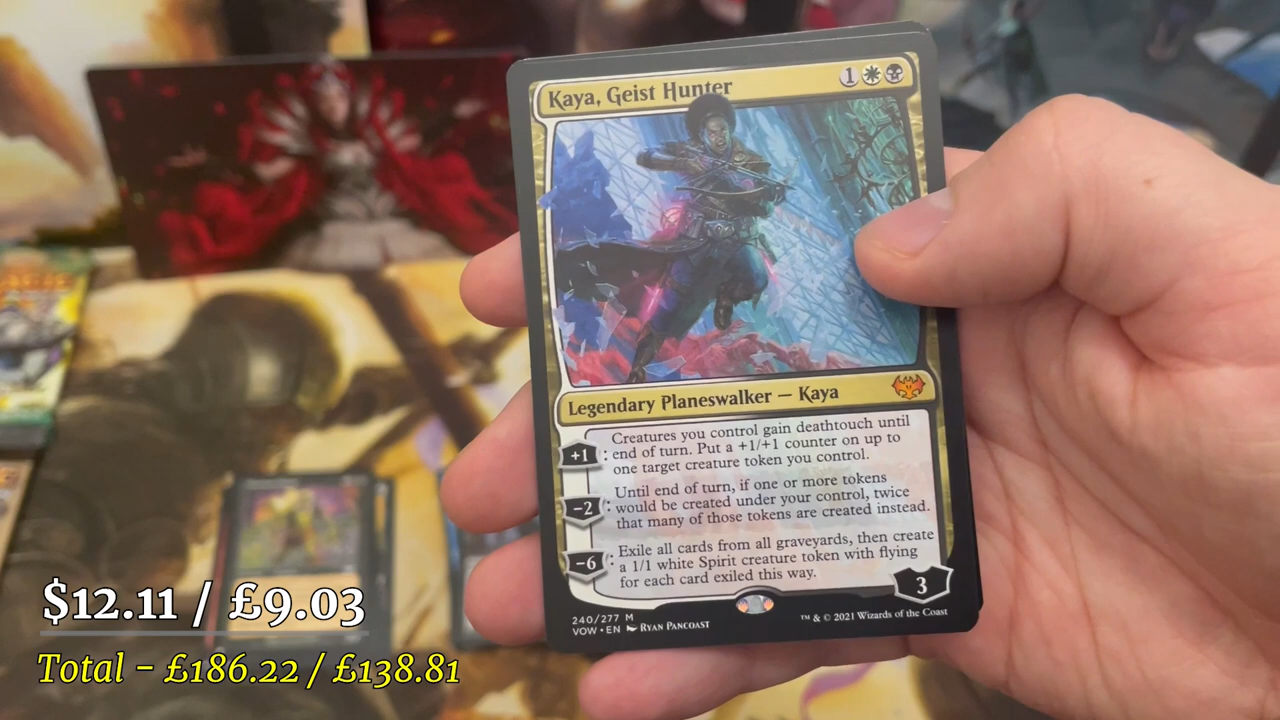 Kaya, Geist Hunter
1
Legendary Planeswalker — Kaya
+1: Creatures you control gain deathtouch until
end of turn. Put a +1/+1 counter on up to
one target creature token you control.
−2: Until end of turn, if one or more tokens
would be created under your control, twice
that many of those tokens are created instead.
−6: Exile all cards from all graveyards, then create
a 1/1 white Spirit creature token with flying
for each card exiled this way.
3
240/277 M
VOW • EN RYAN PANCOAST
™ & © 2021 Wizards of the Coast
$12.11 / £9.03
Total - £186.22 / £138.81